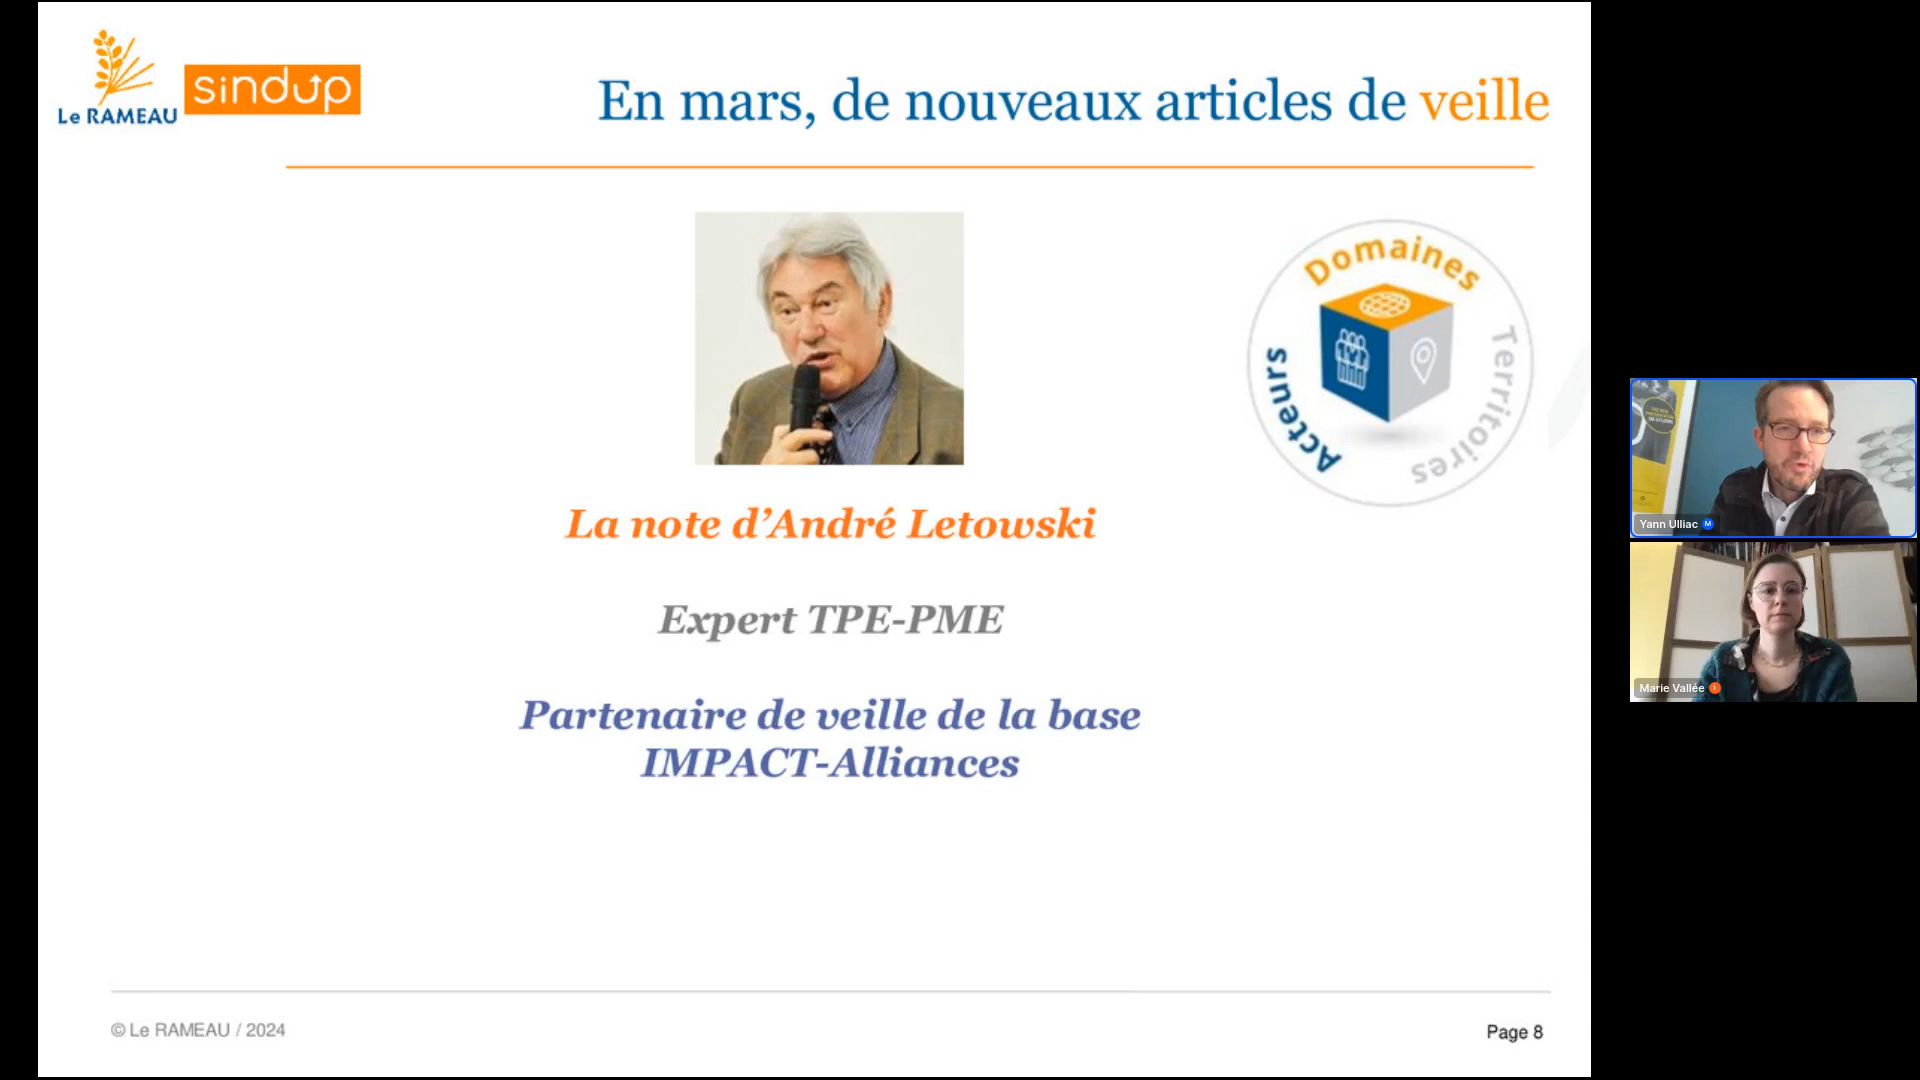 Le RAMEAU
sindup
En mars, de nouveaux articles de veille
Domaines
Acteurs
Territoires
La note d’André Letowski
Expert TPE-PME
Partenaire de veille de la base
IMPACT-Alliances
© Le RAMEAU / 2024
Page 8
Yann Ulliac M
Marie Vallée